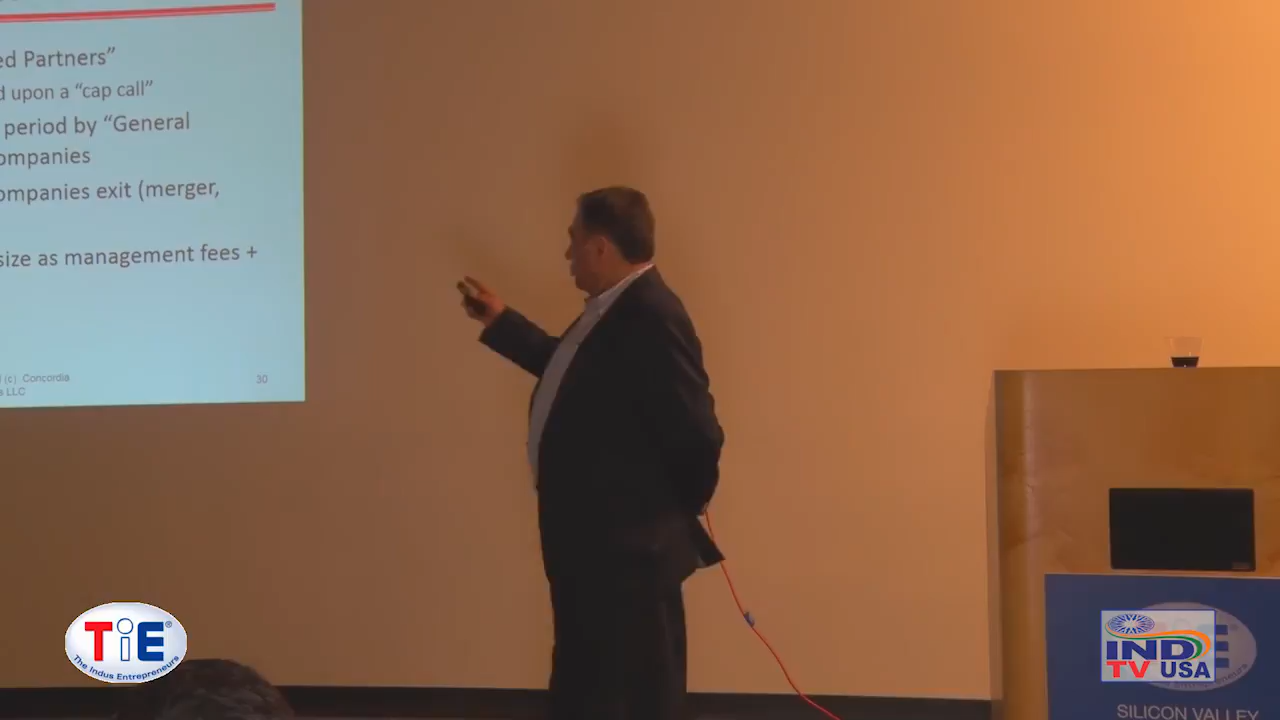 ed Partners”
d upon a “cap call”
period by “General
ompanies
ompanies exit (merger,
size as management fees +
(c) Concordia
s LLC
30
TiE®
The Indus Entrepreneurs
IND
TV USA
SILICON VALLEY